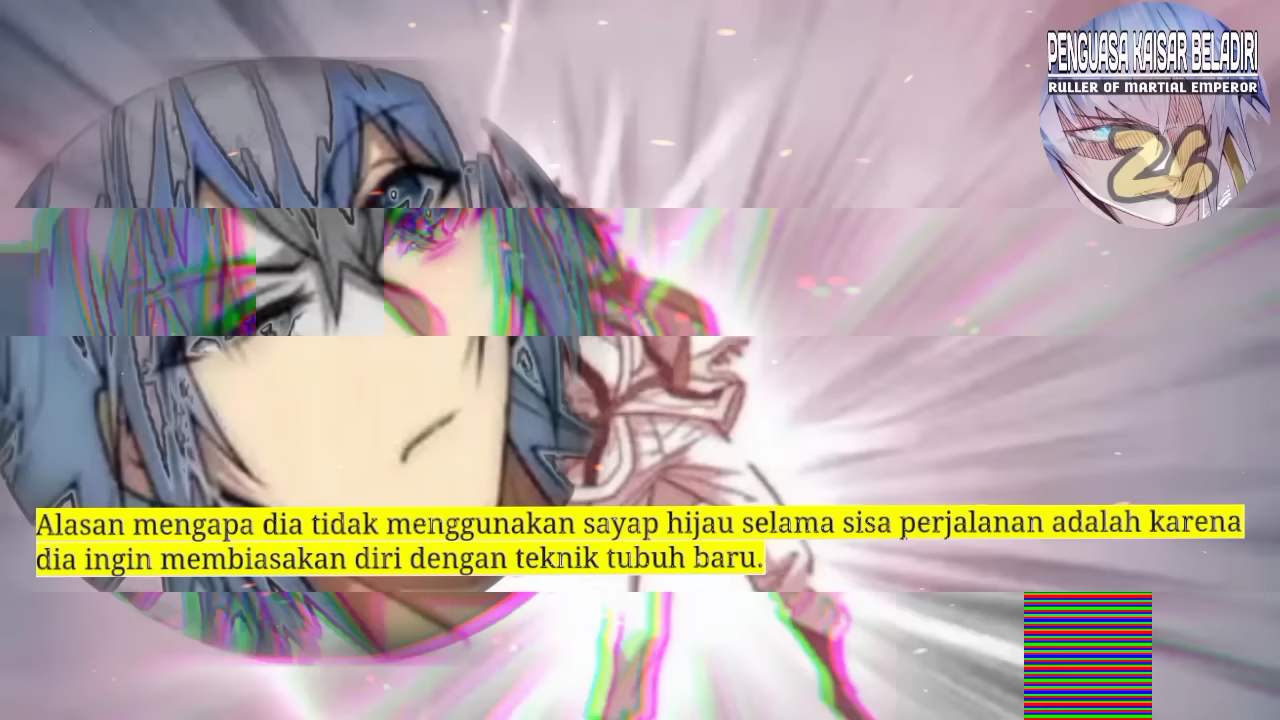 PENGUASA KAISAR BELADIRI
RULLER OF MARTIAL EMPEROR
26
Alasan mengapa dia tidak menggunakan sayap hijau selama sisa perjalanan adalah karena
dia ingin membiasakan diri dengan teknik tubuh baru.